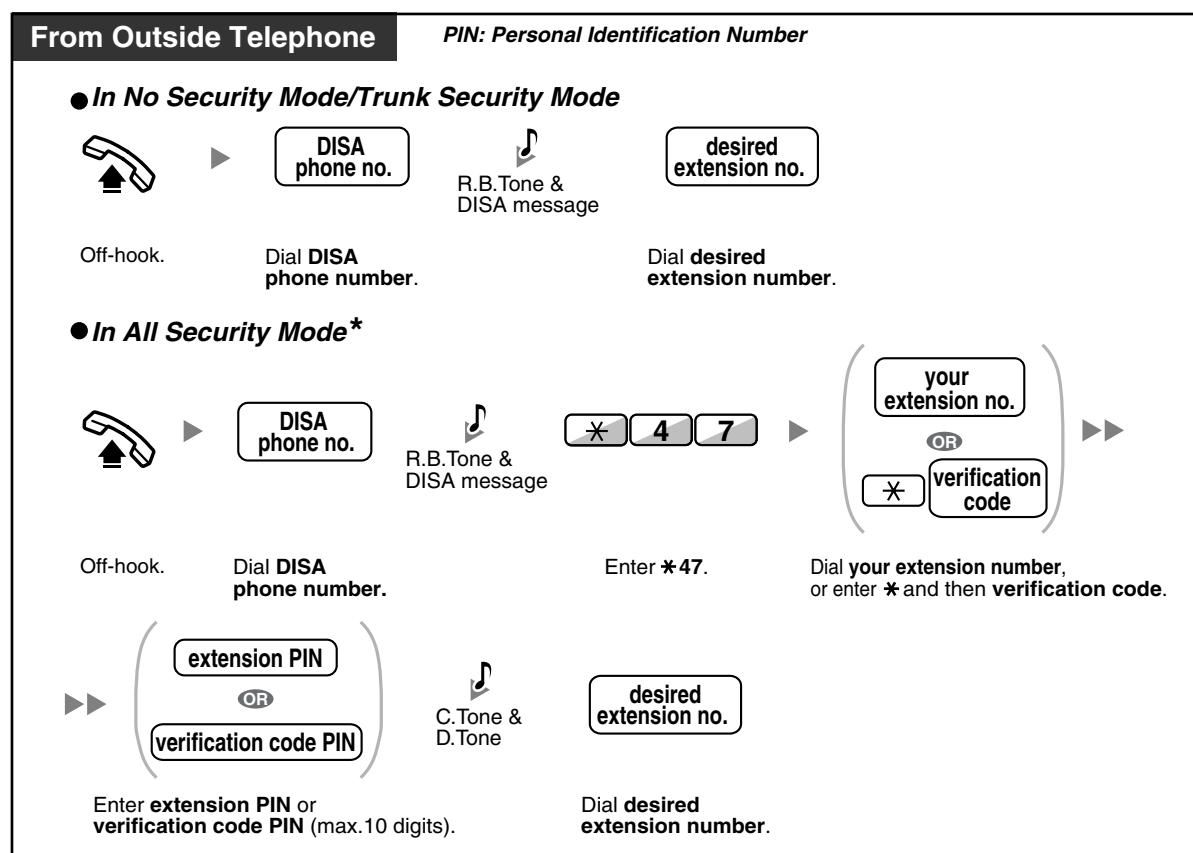 From Outside Telephone
PIN: Personal Identification Number
● In No Security Mode/Trunk Security Mode
DISA
phone no.
R.B.Tone &
DISA message
desired
extension no.
Off-hook.
Dial DISA
phone number.
Dial desired
extension number.
● In All Security Mode*
DISA
phone no.
R.B.Tone &
DISA message
* 4 7
your
extension no.
OR
* verification
code
Off-hook.
Dial DISA
phone number.
Enter *47.
Dial your extension number,
or enter * and then verification code.
extension PIN
OR
verification code PIN
C.Tone &
D.Tone
desired
extension no.
Enter extension PIN or
verification code PIN (max.10 digits).
Dial desired
extension number.